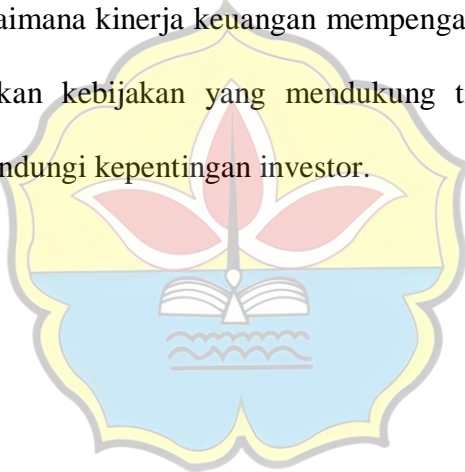 aimana kinerja keuangan mempenga
kan kebijakan yang mendukung t
ndungi kepentingan investor.